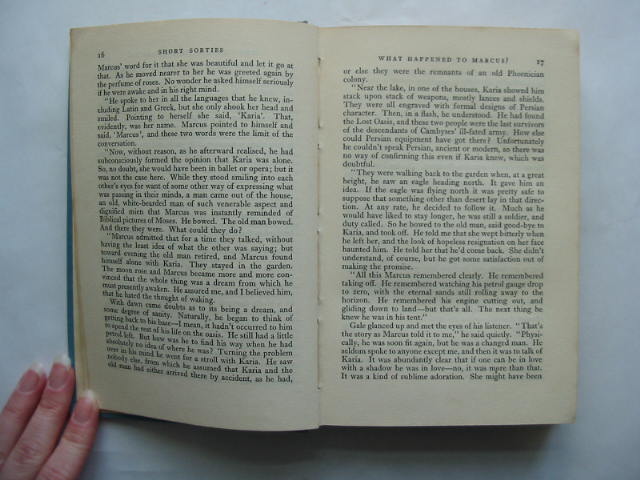 16
SHORT SORTIES
Marcus' word for it that she was beautiful and let it go at
that. As he moved nearer to her he was greeted again by
the perfume of roses. No wonder he asked himself seriously
if he were awake and in his right mind.
"He spoke to her in all the languages that he knew, in-
cluding Latin and Greek, but she only shook her head and
smiled. Pointing to herself she said, 'Karia'. That,
evidently, was her name. Marcus pointed to himself and
said, 'Marcus', and these two words were the limit of the
conversation.
"Now, without reason, as he afterward realised, he had
subconsciously formed the opinion that Karia was alone.
So, no doubt, she would have been in ballet or opera; but it
was not the case here. While they stood smiling into each
other's eyes for want of some other way of expressing what
was passing in their minds, a man came out of the house,
an old, white-bearded man of such venerable aspect and
dignified mien that Marcus was instantly reminded of
Biblical pictures of Moses. He bowed. The old man bowed.
And there they were. What could they do?
"Marcus admitted that for a time they talked, without
having the least idea of what the other was saying; but
toward evening the old man retired, and Marcus found
himself alone with Karia. They stayed in the garden.
The moon rose and Marcus became more and more con-
vinced that the whole thing was a dream from which he
must presently awaken. He assured me, and I believed him,
that he hated the thought of waking.
With dawn came doubts as to its being a dream, and
some degree of sanity. Naturally, he began to think of
getting back to his base—I mean, it hadn't occurred to him
to spend the rest of his life on the oasis. He still had a little
petrol left. But how was he to find his way when he had
absolutely no idea of where he was? Turning the problem
over in his mind he went for a stroll with Karia. He saw
nobody else, from which he assumed that Karia and the
old man had either arrived there by accident, as he had,
WHAT HAPPENED TO MARCUS?
17
or else they were the remnants of an old Phoenician
colony.
"Near the lake, in one of the houses, Karia showed him
stack upon stack of weapons, mostly lances and shields.
They were all engraved with formal designs of Persian
character. Then, in a flash, he understood. He had found
the Lost Oasis, and these two people were the last survivors
of the descendants of Cambyses' ill-fated army. How else
could Persian equipment have got there? Unfortunately
he couldn't speak Persian, ancient or modern, so there was
no way of confirming this even if Karia knew, which was
doubtful.
"They were walking back to the garden when, at a great
height, he saw an eagle heading north. It gave him an
idea. If the eagle was flying north it was pretty safe to
suppose that something other than desert lay in that direc-
tion. At any rate, he decided to follow it. Much as he
would have liked to stay longer, he was still a soldier, and
duty called. So he bowed to the old man, said good-bye to
Karia, and took off. He told me that she wept bitterly when
he left her, and the look of hopeless resignation on her face
haunted him. He told her that he'd come back. She didn't
understand, of course, but he got some satisfaction out of
making the promise.
"All this Marcus remembered clearly. He remembered
taking off. He remembered watching his petrol gauge drop
to zero, with the eternal sands still rolling away to the
horizon. He remembered his engine cutting out, and
gliding down to land—but that was all. The next thing he
knew he was in his tent."
Gale glanced up and met the eyes of his listener. "That's
the story as Marcus told it to me," he said quietly. "Physi-
cally, he was soon fit again, but he was a changed man. He
seldom spoke to anyone except me, and then it was to talk of
Karia. It was abundantly clear that if one can be in love
with a shadow he was in love—no, it was more than that.
It was a kind of sublime adoration. She might have been